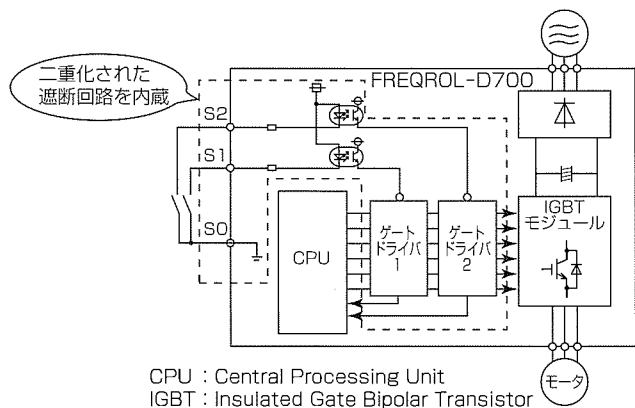 二重化された
遮断回路を内蔵
FREQROL-D700
S2
S1
S0
CPU
ゲート
ドライバ
1
ゲート
ドライバ
2
IGBT
モジュール
モータ
CPU : Central Processing Unit
IGBT : Insulated Gate Bipolar Transistor